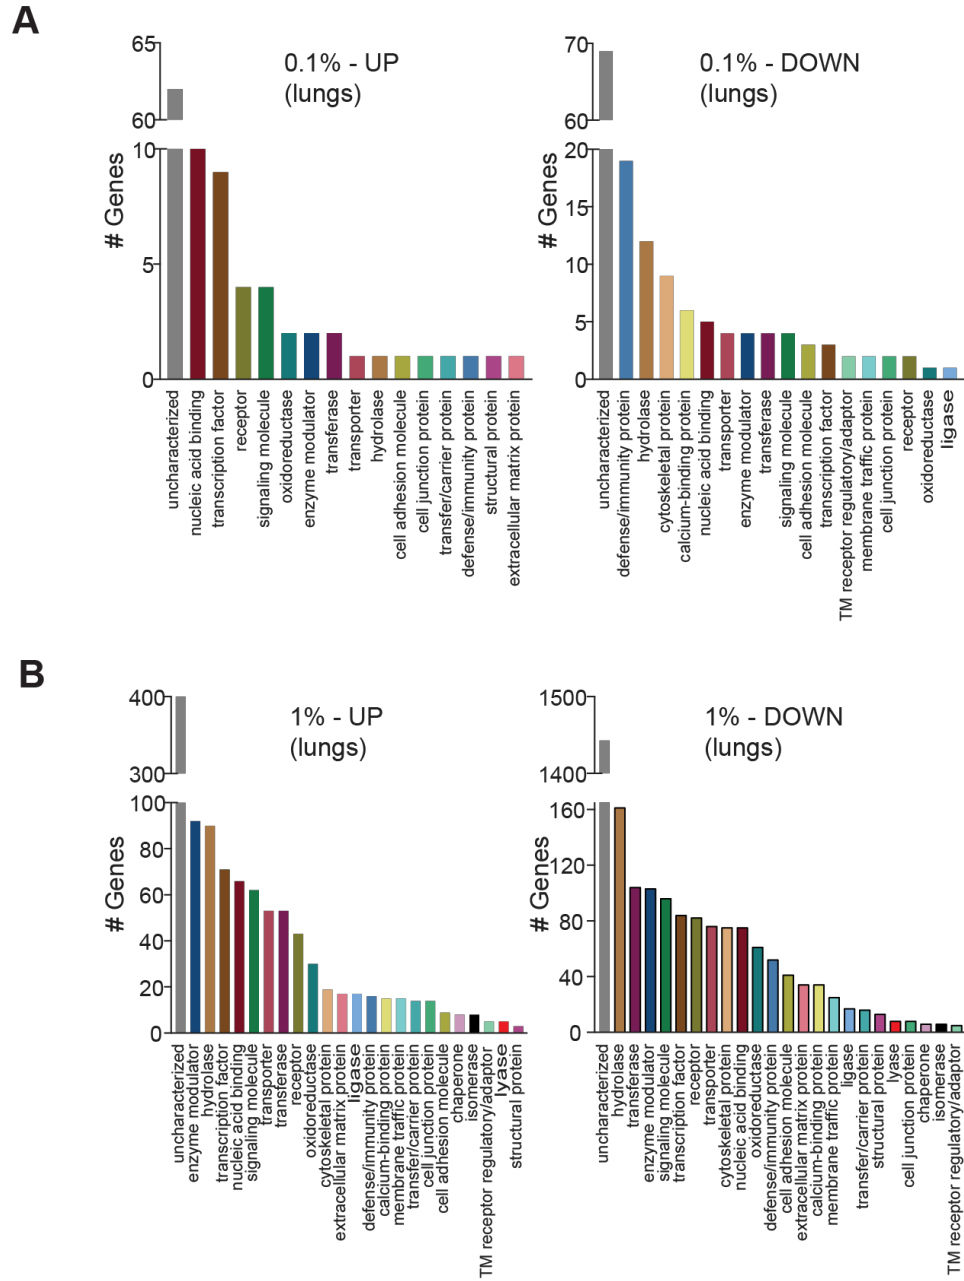 A
0.1% - UP
(lungs)
65
60
10
5
0
# Genes
uncharacterized
nucleic acid binding
transcription factor
receptor
signaling molecule
oxidoreductase
enzyme modulator
transferase
transporter
hydrolase
cell adhesion molecule
cell junction protein
transfer/carrier protein
defense/immunity protein
structural protein
extracellular matrix protein
0.1% - DOWN
(lungs)
70
60
20
15
10
5
0
# Genes
uncharacterized
defense/immunity protein
hydrolase
cytoskeletal protein
calcium-binding protein
nucleic acid binding
transporter
enzyme modulator
transferase
signaling molecule
cell adhesion molecule
transcription factor
TM receptor regulatory/adaptor
membrane traffic protein
cell junction protein
receptor
oxidoreductase
ligase
B
1% - UP
(lungs)
400
300
100
80
60
40
20
0
# Genes
uncharacterized
enzyme modulator
hydrolase
transcription factor
nucleic acid binding
signaling molecule
transporter
transferase
receptor
oxidoreductase
cytoskeletal protein
extracellular matrix protein
ligase
defense/immunity protein
calcium-binding protein
membrane traffic protein
transfer/carrier protein
cell junction protein
cell adhesion molecule
chaperone
isomerase
TM receptor regulatory/adaptor
lyase
structural protein
1% - DOWN
(lungs)
1500
1400
160
120
80
40
0
# Genes
uncharacterized
hydrolase
transferase
enzyme modulator
signaling molecule
transcription factor
receptor
transporter
cytoskeletal protein
nucleic acid binding
oxidoreductase
defense/immunity protein
cell adhesion molecule
extracellular matrix protein
calcium-binding protein
membrane traffic protein
ligase
transfer/carrier protein
structural protein
lyase
cell junction protein
chaperone
isomerase
TM receptor regulatory/adaptor